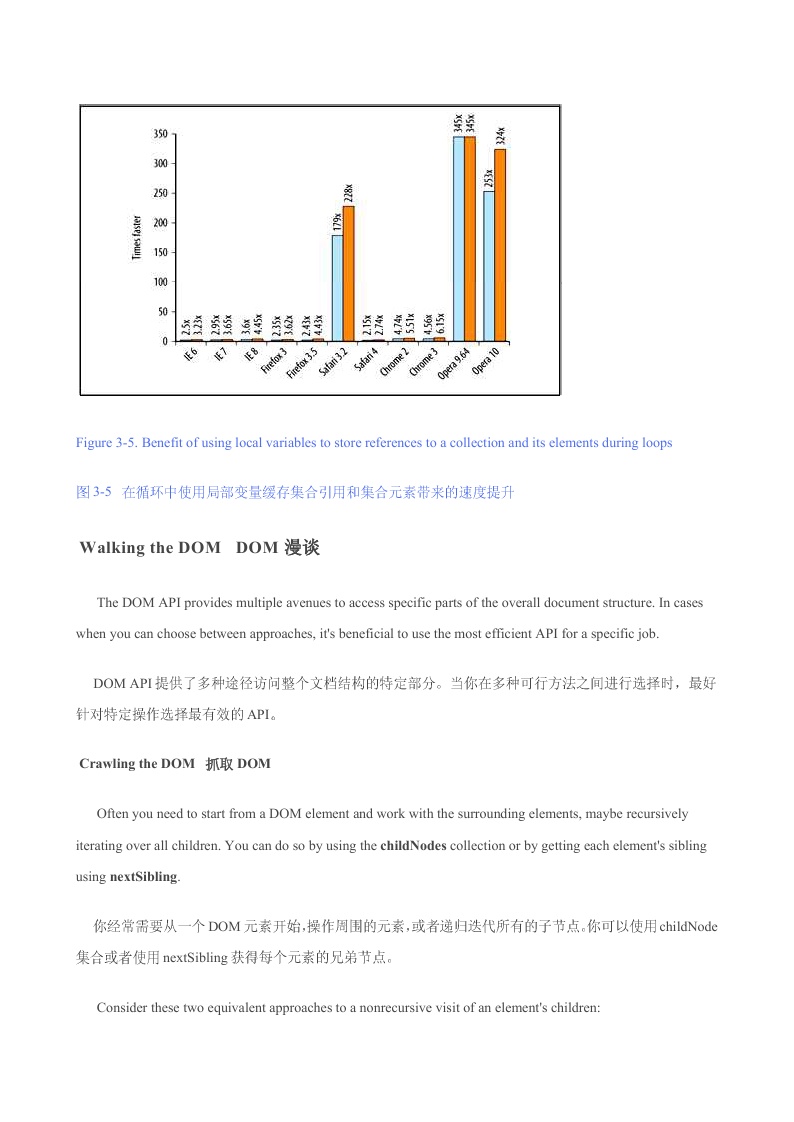 350
300
250
200
150
100
50
0
Times faster
2.5x 3.23x
2.95x 3.65x
3.6x 4.45x
2.35x 3.62x
2.43x 4.43x
179x 228x
2.15x 2.74x
4.74x 5.51x
4.56x 6.15x
345x 345x
253x 324x
IE 6
IE 7
IE 8
Firefox 3
Firefox 3.5
Safari 3.2
Safari 4
Chrome 2
Chrome 3
Opera 9.64
Opera 10
Figure 3-5. Benefit of using local variables to store references to a collection and its elements during loops
图 3-5 在循环中使用局部变量缓存集合引用和集合元素带来的速度提升
Walking the DOM DOM 漫谈
The DOM API provides multiple avenues to access specific parts of the overall document structure. In cases
when you can choose between approaches, it's beneficial to use the most efficient API for a specific job.
DOM API 提供了多种途径访问整个文档结构的特定部分。当你在多种可行方法之间进行选择时，最好
针对特定操作选择最有效的 API。
Crawling the DOM 抓取 DOM
Often you need to start from a DOM element and work with the surrounding elements, maybe recursively
iterating over all children. You can do so by using the childNodes collection or by getting each element's sibling
using nextSibling.
你经常需要从一个 DOM 元素开始，操作周围的元素，或者递归迭代所有的子节点。你可以使用 childNode
集合或者使用 nextSibling 获得每个元素的兄弟节点。
Consider these two equivalent approaches to a nonrecursive visit of an element's children: